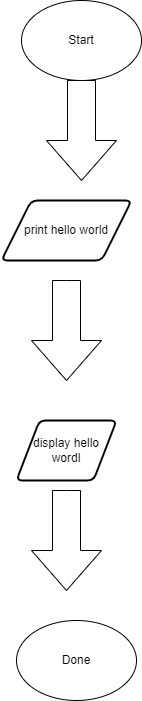 Start
print hello world
display hello
wordl
Done